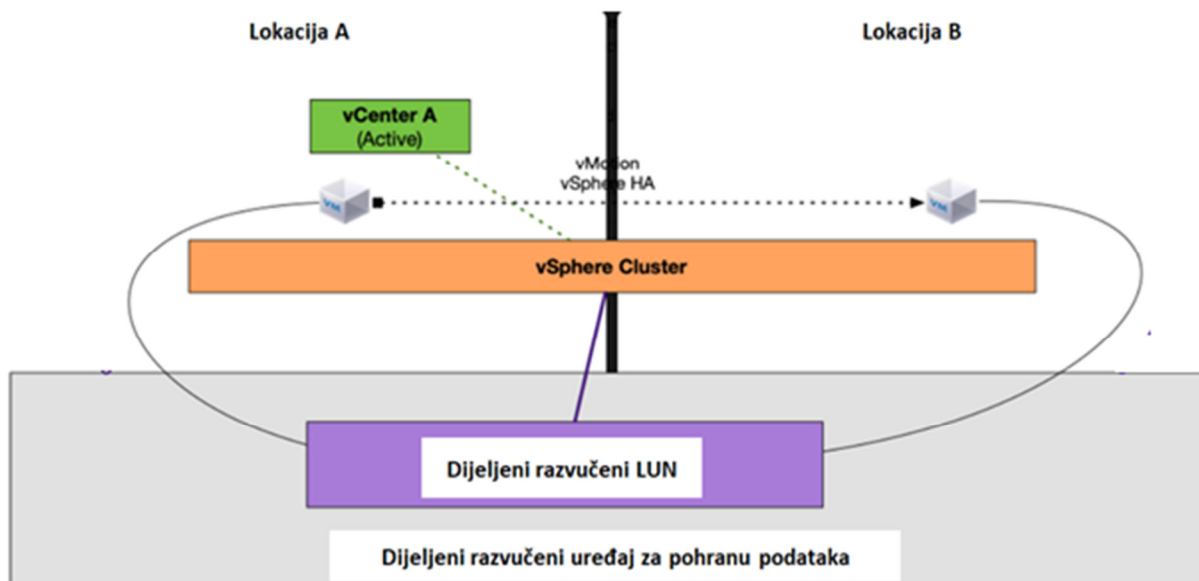 Lokacija A
Lokacija B
vCenter A
(Active)
vMotion
vSphere HA
VM
VM
vSphere Cluster
Dijeljeni razvučeni LUN
Dijeljeni razvučeni uređaj za pohranu podataka